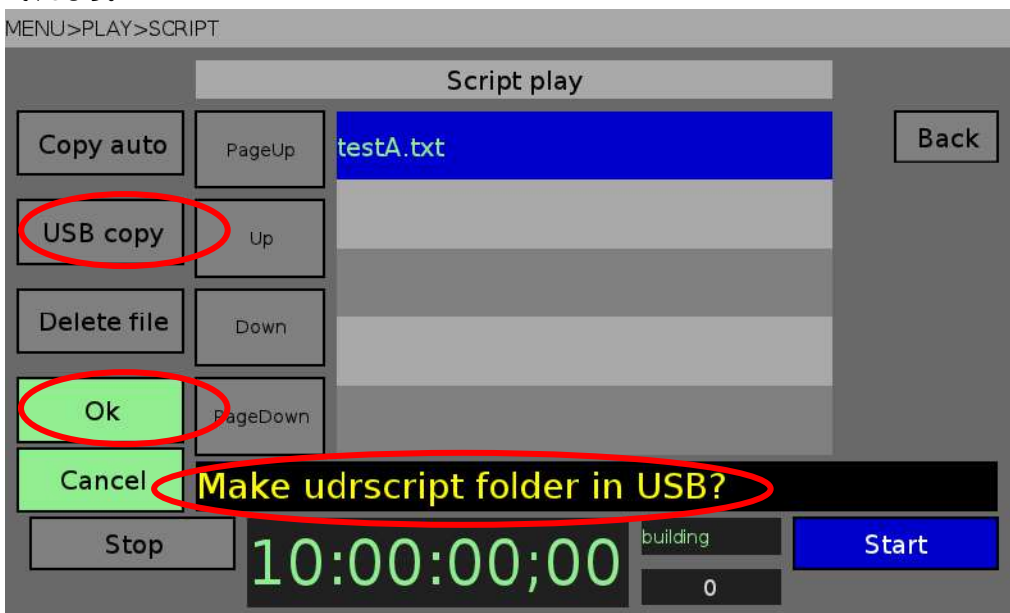 MENU>PLAY>SCRIPT
Script play
Copy auto
PageUp
testA.txt
Back
USB copy
Up
Delete file
Down
Ok
PageDown
Cancel
Make udrscript folder in USB?
Stop
10:00:00;00
building
0
Start